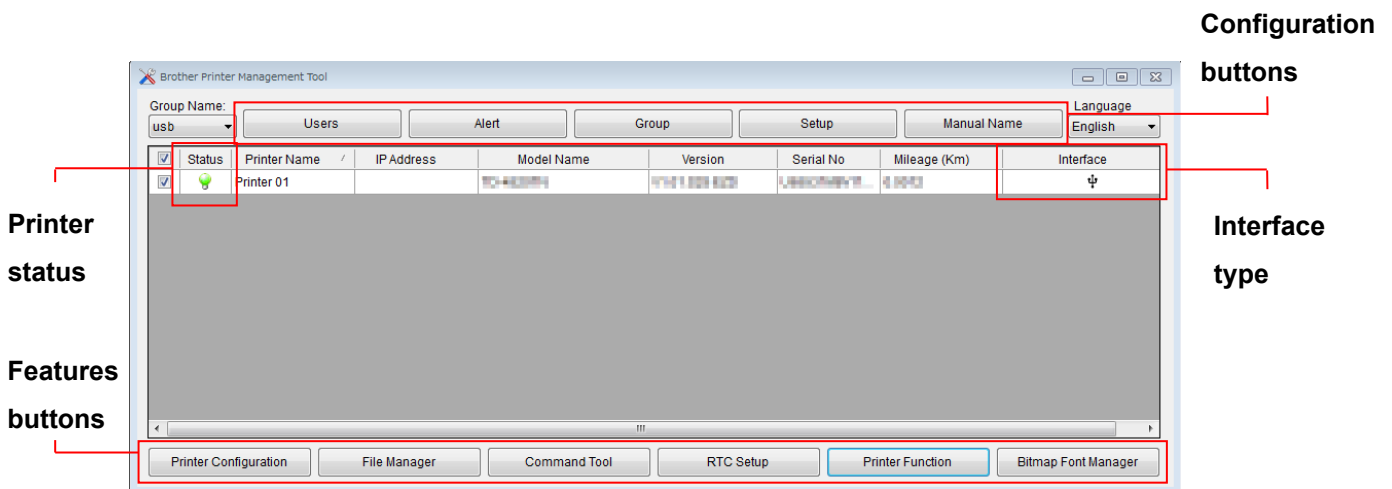 Configuration
buttons
Brother Printer Management Tool
Group Name:
Language
usb
Users
Alert
Group
Setup
Manual Name
English
Status
Printer Name
IP Address
Model Name
Version
Serial No
Mileage (Km)
Interface
Printer 01
Printer
status
Interface
type
Features
buttons
Printer Configuration
File Manager
Command Tool
RTC Setup
Printer Function
Bitmap Font Manager